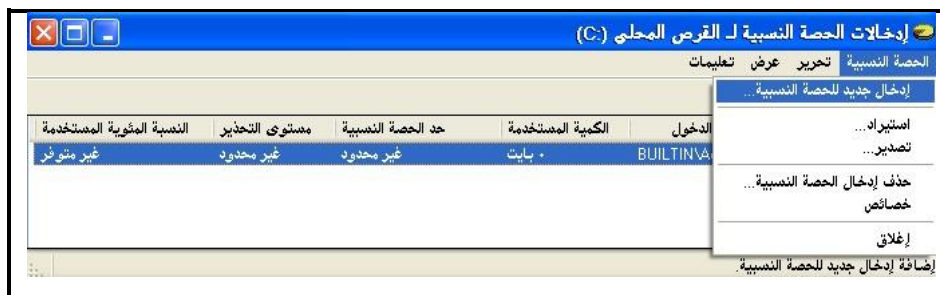 إدخالات الحصة النسبية لـ القرص المحلي (C:)
الحصة النسبية تحرير عرض تعليمات
إدخال جديد للحصة النسبية...
استيراد...
تصدير...
حذف إدخال الحصة النسبية...
خصائص
إغلاق
الدخول الكمية المستخدمة حد الحصة النسبية مستوى التحذير النسبة المئوية المستخدمة
BUILTIN\A ٠ بايت غير محدود غير محدود غير متوفر
إضافة إدخال جديد للحصة النسبية.